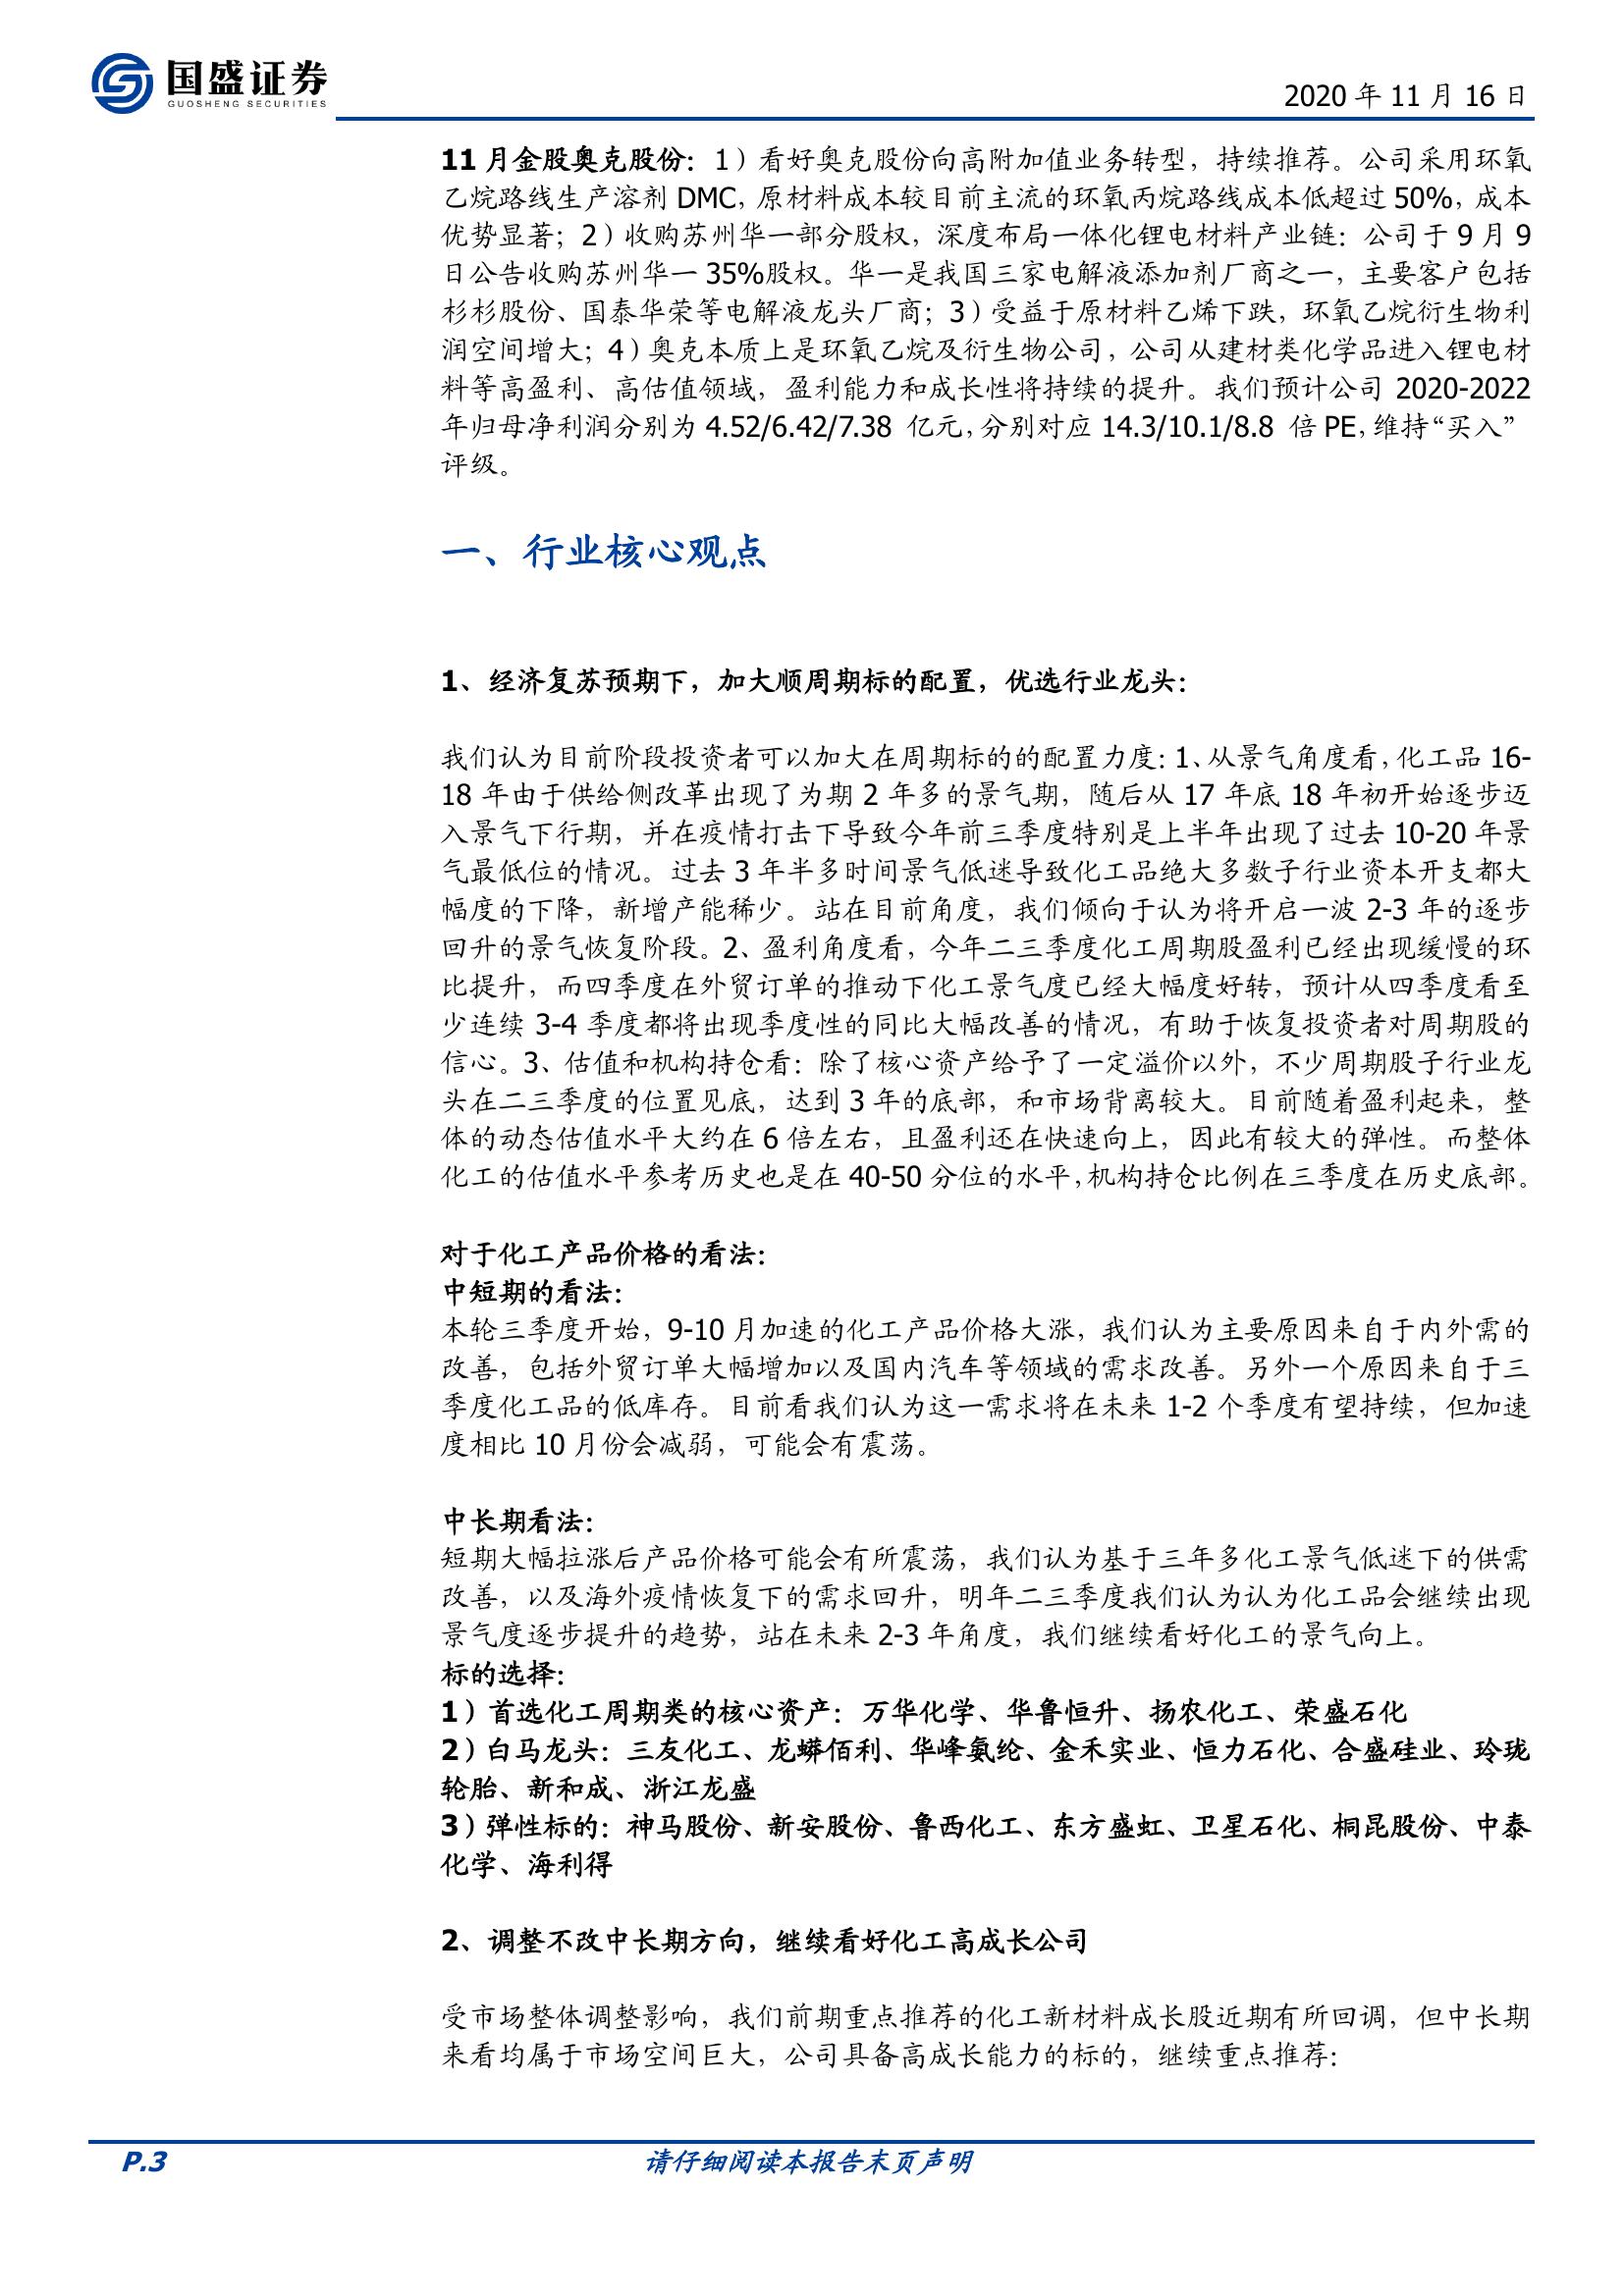 国盛证券
GUOSHENG SECURITIES
2020 年 11 月 16 日
11 月金股奥克股份：1）看好奥克股份向高附加值业务转型，持续推荐。公司采用环氧
乙烷路线生产溶剂 DMC，原材料成本较目前主流的环氧丙烷路线成本低超过 50%，成本
优势显著；2）收购苏州华一部分股权，深度布局一体化锂电材料产业链：公司于 9 月 9
日公告收购苏州华一 35%股权。华一是我国三家电解液添加剂厂商之一，主要客户包括
杉杉股份、国泰华荣等电解液龙头厂商；3）受益于原材料乙烯下跌，环氧乙烷衍生物利
润空间增大；4）奥克本质上是环氧乙烷及衍生物公司，公司从建材类化学品进入锂电材
料等高盈利、高估值领域，盈利能力和成长性将持续的提升。我们预计公司 2020-2022
年归母净利润分别为 4.52/6.42/7.38 亿元，分别对应 14.3/10.1/8.8 倍 PE，维持“买入”
评级。
一、行业核心观点
1、经济复苏预期下，加大顺周期标的配置，优选行业龙头：
我们认为目前阶段投资者可以加大在周期标的的配置力度：1、从景气角度看，化工品 16-
18 年由于供给侧改革出现了为期 2 年多的景气期，随后从 17 年底 18 年初开始逐步迈
入景气下行期，并在疫情打击下导致今年前三季度特别是上半年出现了过去 10-20 年景
气最低位的情况。过去 3 年半多时间景气低迷导致化工品绝大多数子行业资本开支都大
幅度的下降，新增产能稀少。站在目前角度，我们倾向于认为将开启一波 2-3 年的逐步
回升的景气恢复阶段。2、盈利角度看，今年二三季度化工周期股盈利已经出现缓慢的环
比提升，而四季度在外贸订单的推动下化工景气度已经大幅度好转，预计从四季度看至
少连续 3-4 季度都将出现季度性的同比大幅改善的情况，有助于恢复投资者对周期股的
信心。3、估值和机构持仓看：除了核心资产给予了一定溢价以外，不少周期股子行业龙
头在二三季度的位置见底，达到 3 年的底部，和市场背离较大。目前随着盈利起来，整
体的动态估值水平大约在 6 倍左右，且盈利还在快速向上，因此有较大的弹性。而整体
化工的估值水平参考历史也是在 40-50 分位的水平，机构持仓比例在三季度在历史底部。
对于化工产品价格的看法：
中短期的看法：
本轮三季度开始，9-10 月加速的化工产品价格大涨，我们认为主要原因来自于内外需的
改善，包括外贸订单大幅增加以及国内汽车等领域的需求改善。另外一个原因来自于三
季度化工品的低库存。目前看我们认为这一需求将在未来 1-2 个季度有望持续，但加速
度相比 10 月份会减弱，可能会有震荡。
中长期看法：
短期大幅拉涨后产品价格可能会有所震荡，我们认为基于三年多化工景气低迷下的供需
改善，以及海外疫情恢复下的需求回升，明年二三季度我们认为认为化工品会继续出现
景气度逐步提升的趋势，站在未来 2-3 年角度，我们继续看好化工的景气向上。
标的选择：
1）首选化工周期类的核心资产：万华化学、华鲁恒升、扬农化工、荣盛石化
2）白马龙头：三友化工、龙蟒佰利、华峰氨纶、金禾实业、恒力石化、合盛硅业、玲珑
轮胎、新和成、浙江龙盛
3）弹性标的：神马股份、新安股份、鲁西化工、东方盛虹、卫星石化、桐昆股份、中泰
化学、海利得
2、调整不改中长期方向，继续看好化工高成长公司
受市场整体调整影响，我们前期重点推荐的化工新材料成长股近期有所回调，但中长期
来看均属于市场空间巨大，公司具备高成长能力的标的，继续重点推荐：
P.3
请仔细阅读本报告末页声明